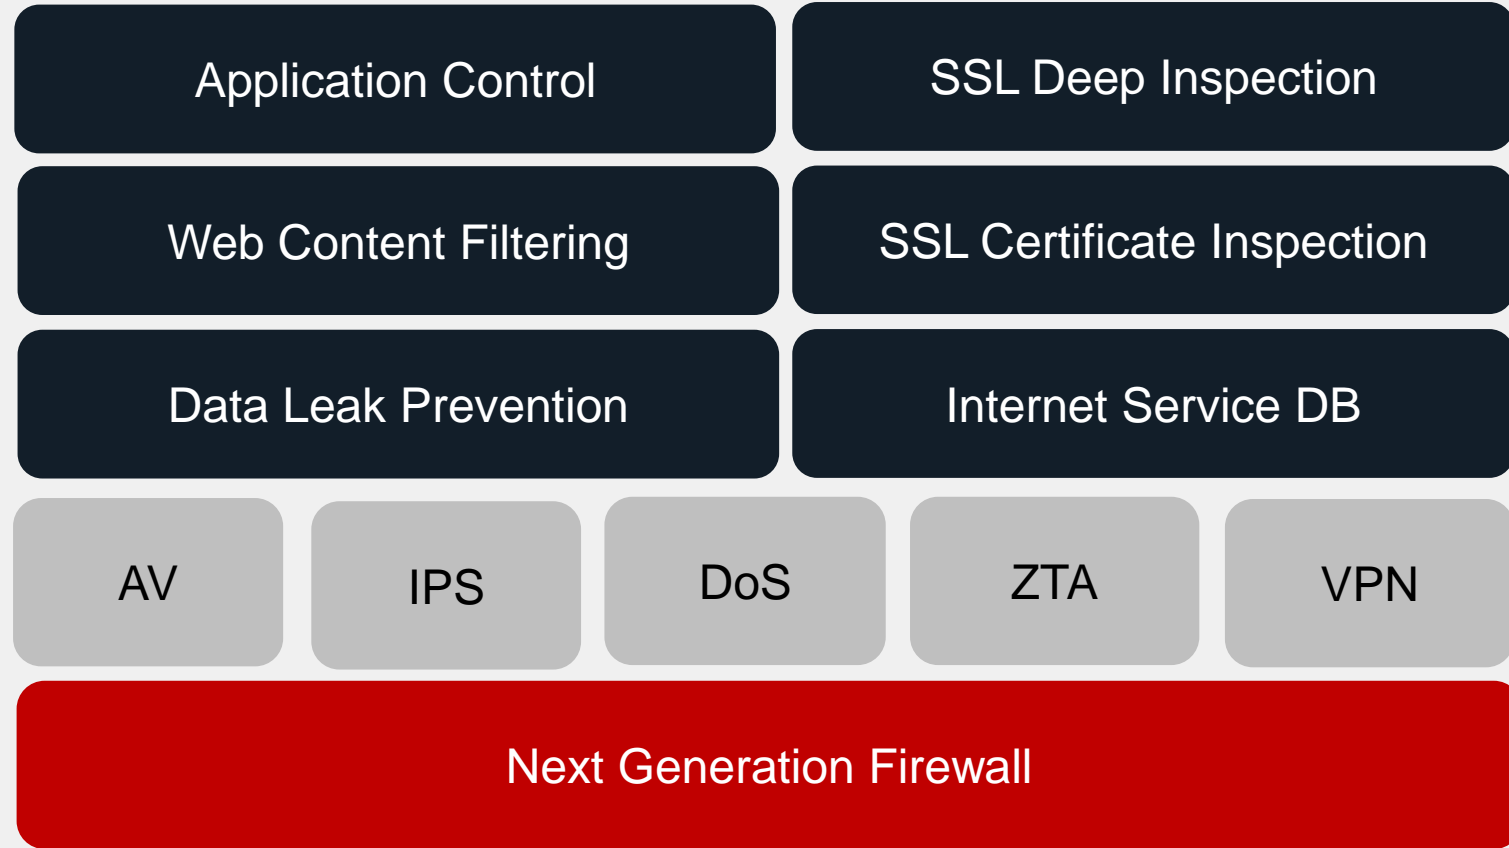 Application Control
SSL Deep Inspection
Web Content Filtering
SSL Certificate Inspection
Data Leak Prevention
Internet Service DB
AV
IPS
DoS
ZTA
VPN
Next Generation Firewall